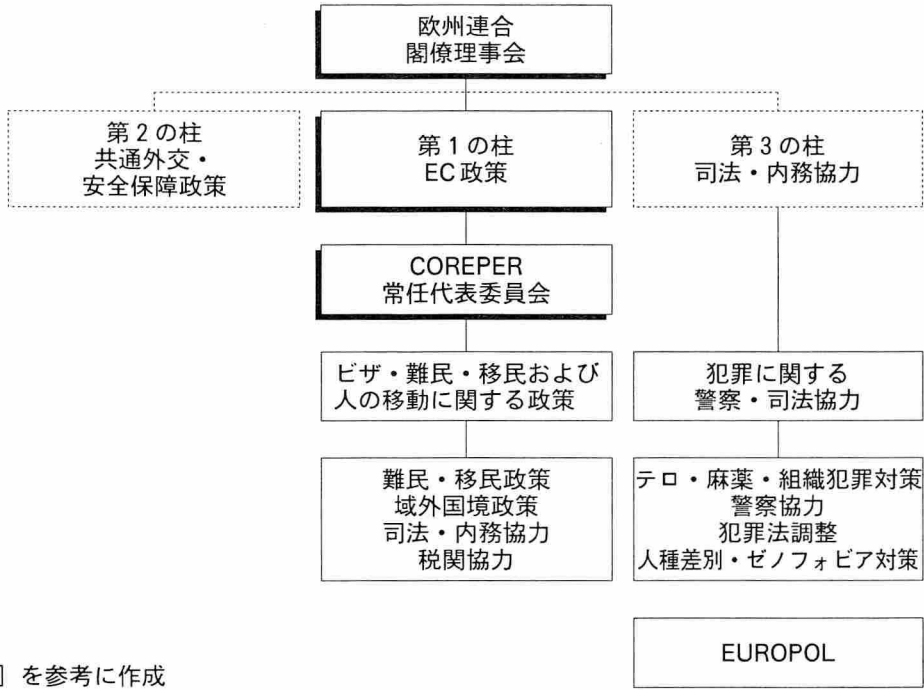 欧州連合
閣僚理事会
第2の柱
共通外交・
安全保障政策
第1の柱
EC政策
第3の柱
司法・内務協力
COREPER
常任代表委員会
ビザ・難民・移民および
人の移動に関する政策
犯罪に関する
警察・司法協力
難民・移民政策
域外国境政策
司法・内務協力
税関協力
テロ・麻薬・組織犯罪対策
警察協力
犯罪法調整
人種差別・ゼノフォビア対策
EUROPOL
］を参考に作成